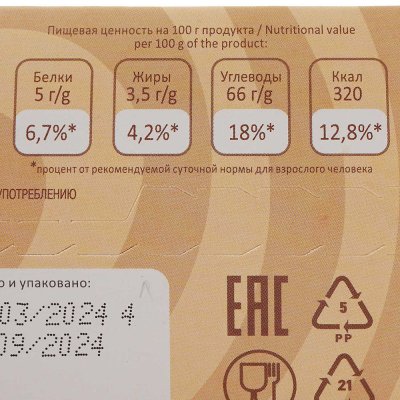 Пищевая ценность на 100 г продукта / Nutritional value
per 100 g of the product:
Белки Жиры Углеводы Ккал
5 г/g 3,5 г/g 66 г/g 320
6,7%* 4,2%* 18%* 12,8%*
*процент от рекомендуемой суточной нормы для взрослого человека
УПОТРЕБЛЕНИЮ
о и упаковано:
03/2024 4
09/2024
EAC
5
PP
21